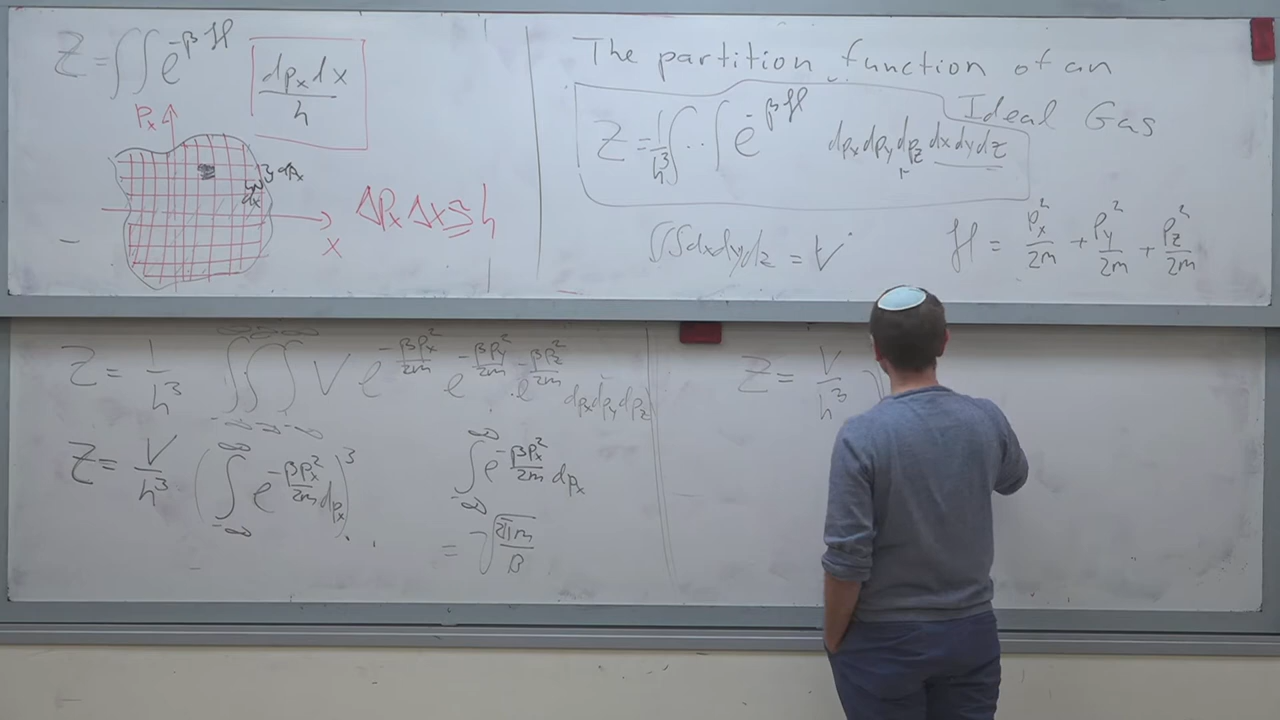 Z = ∫∫ e^{-βH} dp_x dx / h
P_x
dp_x
dx
x
ΔP_x Δx ≥ h
The partition function of an
Ideal Gas
Z = 1/h³ ∫··∫ e^{-βH} dp_x dp_y dp_z dx dy dz
∫∫∫ dx dy dz = V
H = P_x²/2m + P_y²/2m + P_z²/2m
Z = 1/h³ ∫_{-∞}^{∞} ∫_{-∞}^{∞} ∫_{-∞}^{∞} V e^{-βP_x²/2m} e^{-βP_y²/2m} e^{-βP_z²/2m} dp_x dp_y dp_z
Z = V/h³ ( ∫_{-∞}^{∞} e^{-βP_x²/2m} dp_x )³
∫_{-∞}^{∞} e^{-βP_x²/2m} dp_x
= √(2πm/β)
Z = V/h³